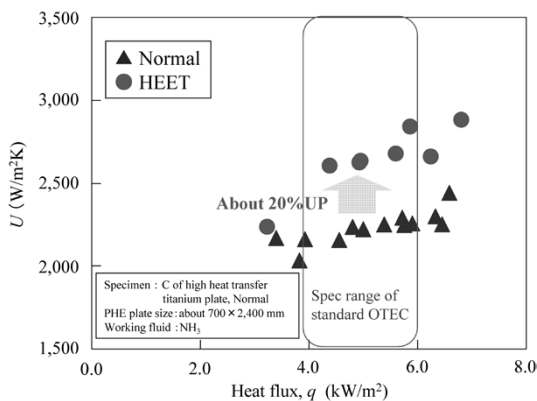 3,500
3,000
2,500
2,000
1,500
U (W/m²K)
Normal
HEET
About 20%UP
Specimen : C of high heat transfer
titanium plate, Normal
PHE plate size : about 700 × 2,400 mm
Working fluid : NH₃
Spec range of
standard OTEC
0.0 2.0 4.0 6.0 8.0
Heat flux, q (kW/m²)